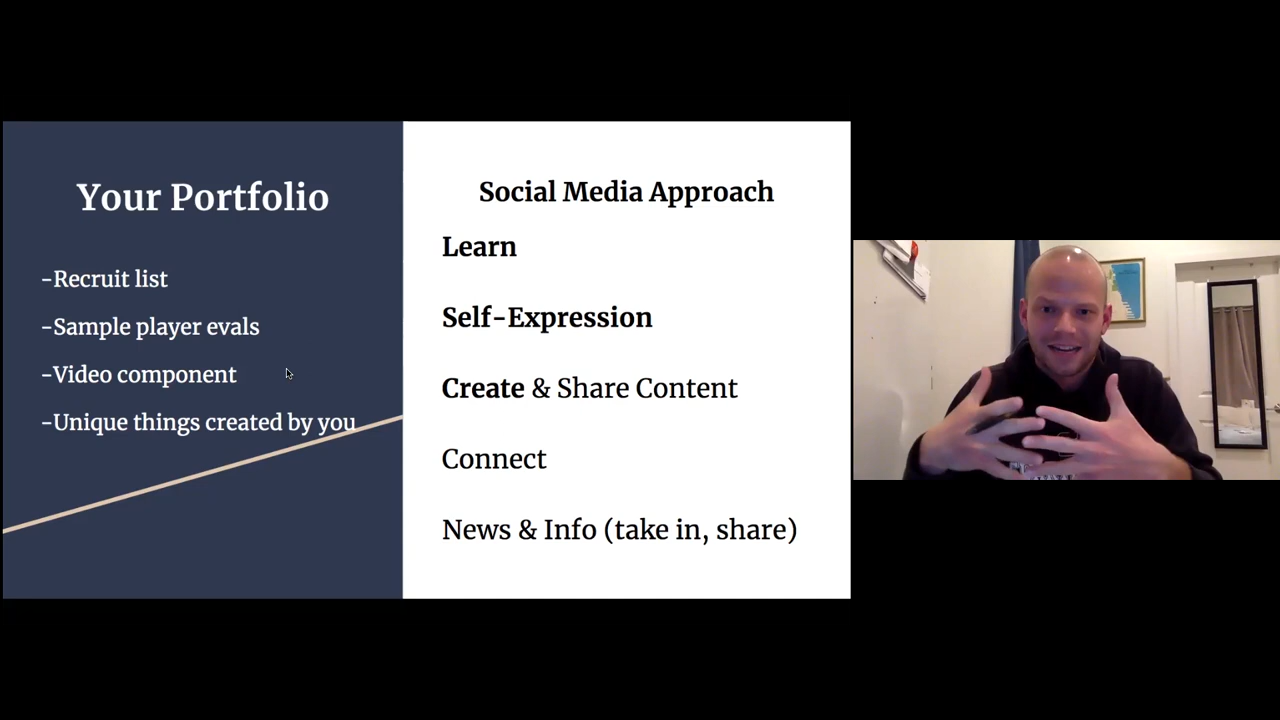 Your Portfolio
-Recruit list
-Sample player evals
-Video component
-Unique things created by you
Social Media Approach
Learn
Self-Expression
Create & Share Content
Connect
News & Info (take in, share)